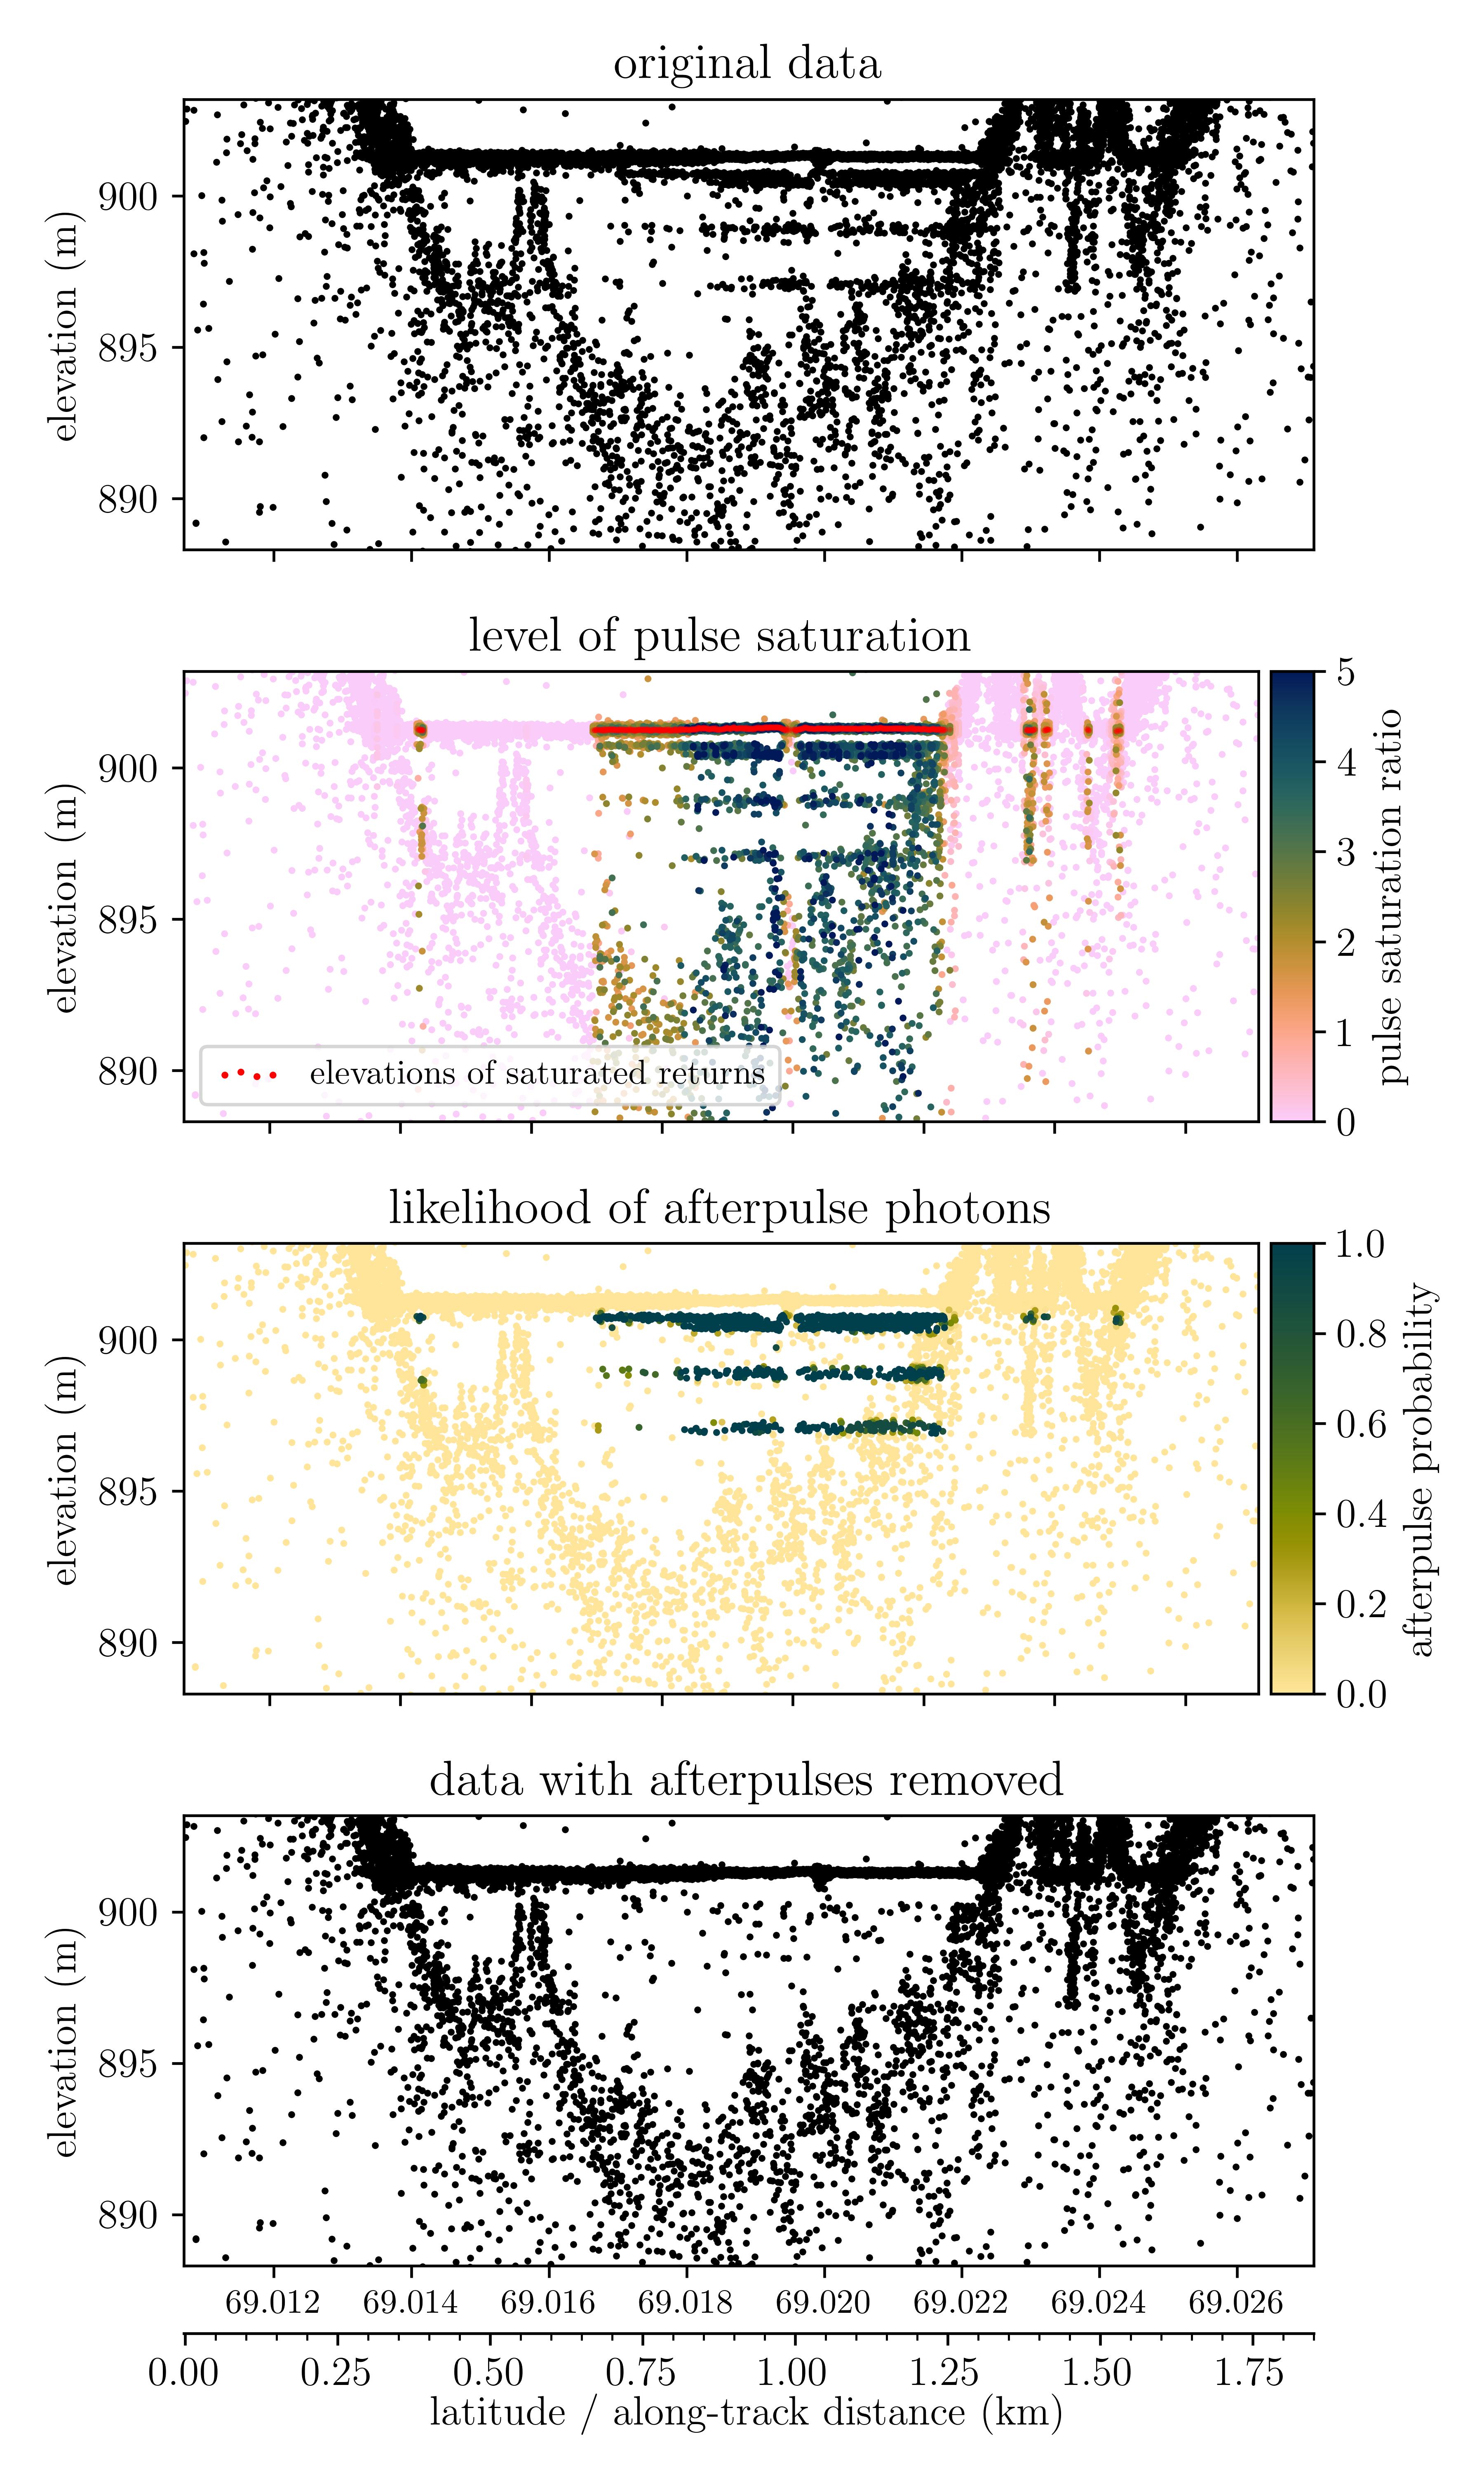 original data
900
895
890
elevation (m)
level of pulse saturation
900
895
890
elevation (m)
elevations of saturated returns
5
4
3
2
1
0
pulse saturation ratio
likelihood of afterpulse photons
900
895
890
elevation (m)
1.0
0.8
0.6
0.4
0.2
0.0
afterpulse probability
data with afterpulses removed
900
895
890
elevation (m)
69.012 69.014 69.016 69.018 69.020 69.022 69.024 69.026
0.00 0.25 0.50 0.75 1.00 1.25 1.50 1.75
latitude / along-track distance (km)